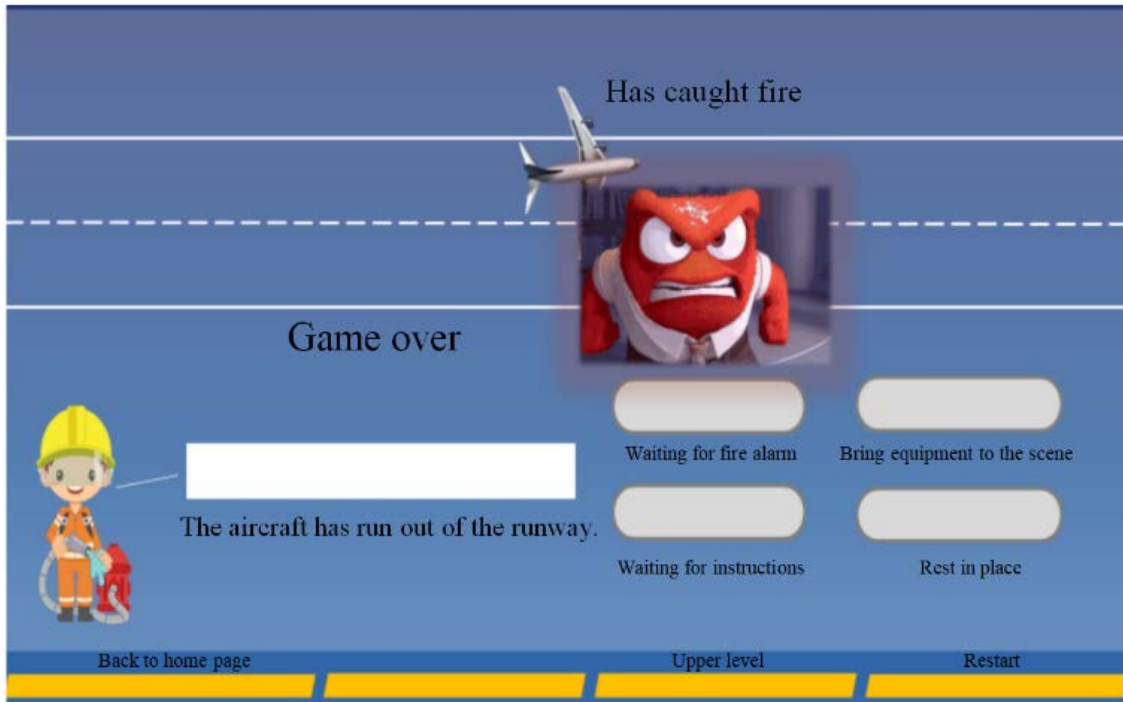 Has caught fire
Game over
Waiting for fire alarm
Bring equipment to the scene
The aircraft has run out of the runway.
Waiting for instructions
Rest in place
Back to home page
Upper level
Restart